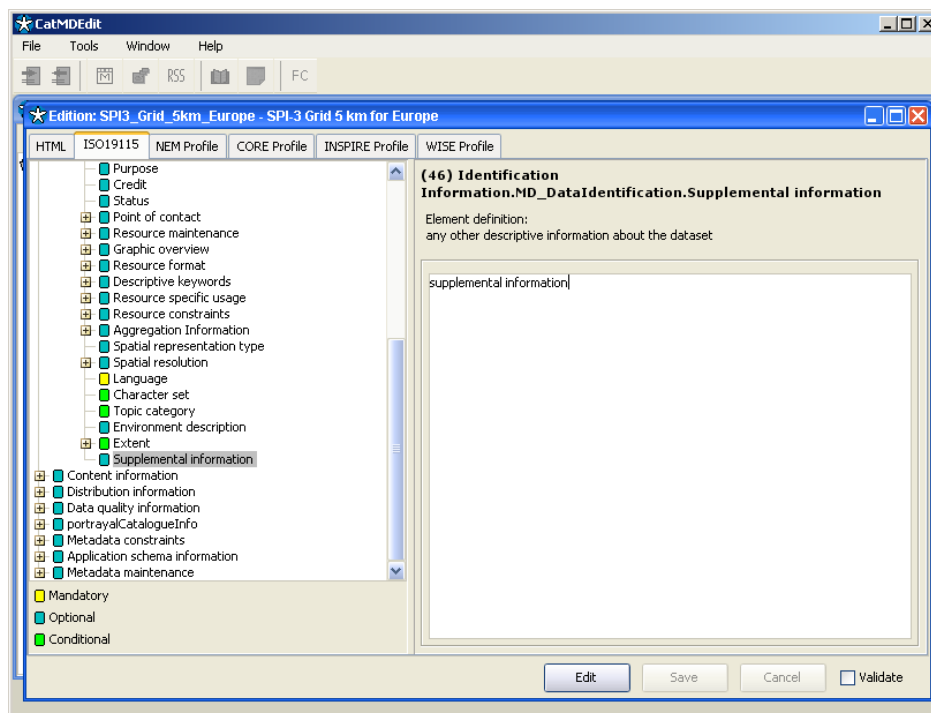 CatMDEdit
File Tools Window Help
RSS FC
Edition: SPI3_Grid_5km_Europe - SPI-3 Grid 5 km for Europe
HTML ISO19115 NEM Profile CORE Profile INSPIRE Profile WISE Profile
Purpose
Credit
Status
Point of contact
Resource maintenance
Graphic overview
Resource format
Descriptive keywords
Resource specific usage
Resource constraints
Aggregation Information
Spatial representation type
Spatial resolution
Language
Character set
Topic category
Environment description
Extent
Supplemental information
Content information
Distribution information
Data quality information
portrayalCatalogueInfo
Metadata constraints
Application schema information
Metadata maintenance
Mandatory
Optional
Conditional
(46) Identification
Information.MD_DataIdentification.Supplemental information
Element definition:
any other descriptive information about the dataset
supplemental information
Edit Save Cancel Validate